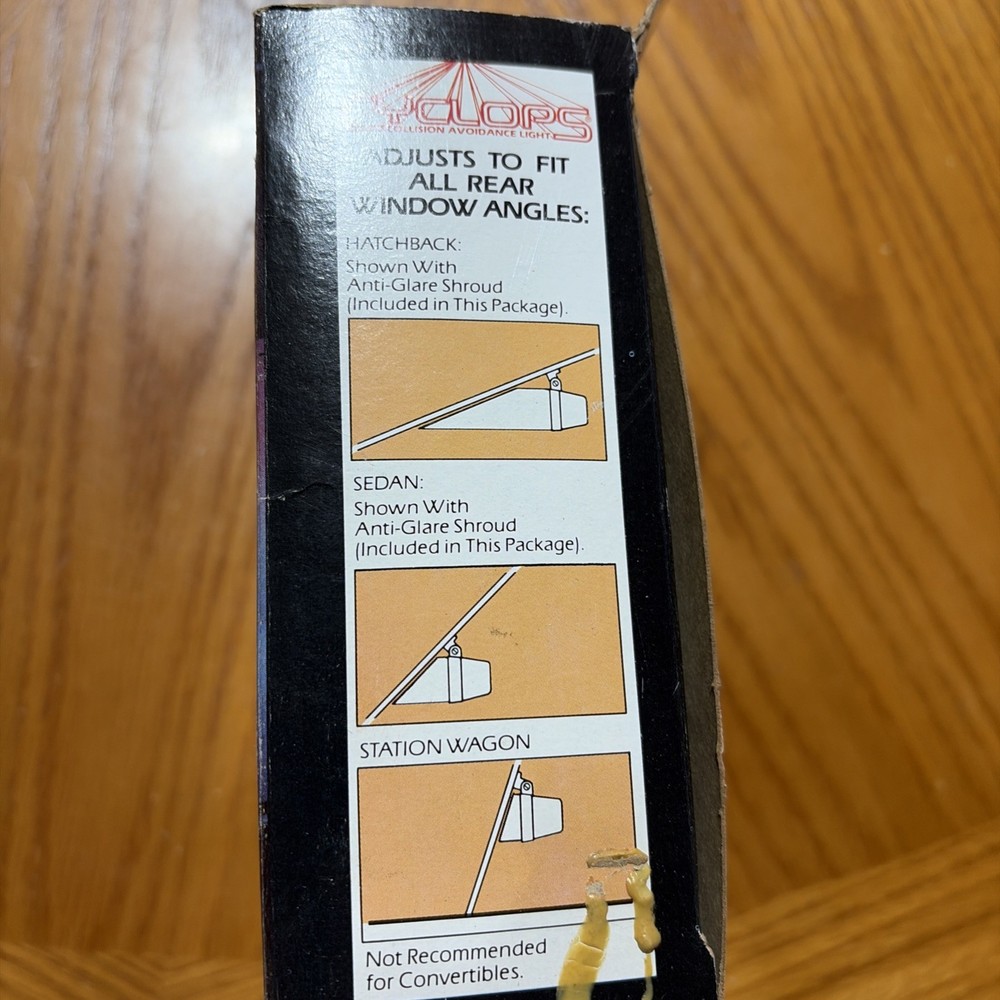 CYCLOPS
COLLISION AVOIDANCE LIGHT
ADJUSTS TO FIT
ALL REAR
WINDOW ANGLES:
HATCHBACK:
Shown With
Anti-Glare Shroud
(Included in This Package).
SEDAN:
Shown With
Anti-Glare Shroud
(Included in This Package).
STATION WAGON
Not Recommended
for Convertibles.